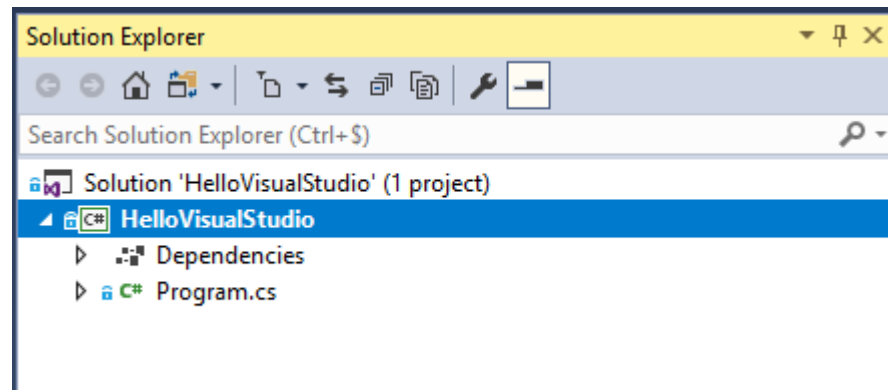 Solution Explorer
Search Solution Explorer (Ctrl+$)
Solution 'HelloVisualStudio' (1 project)
C# HelloVisualStudio
Dependencies
C# Program.cs